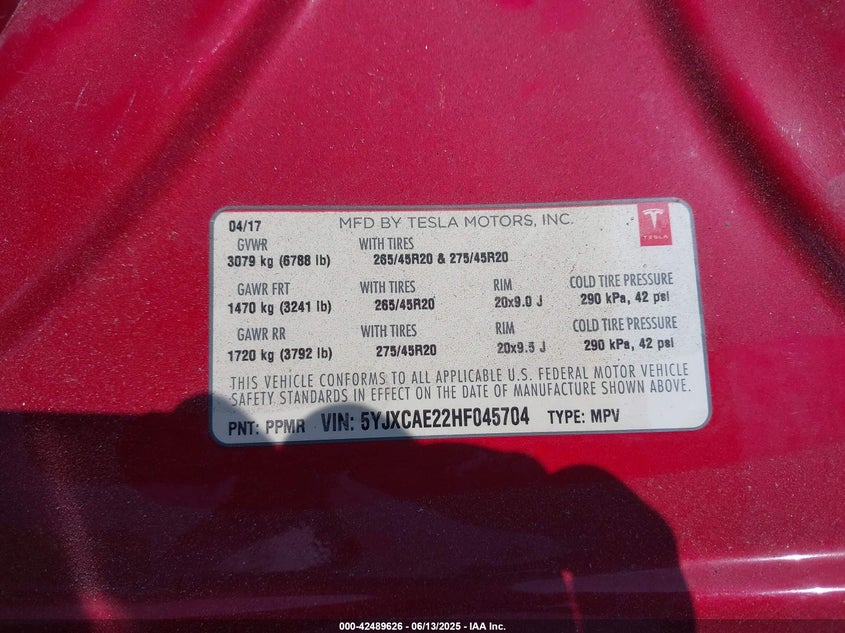 04/17 MFD BY TESLA MOTORS, INC.
TESLA
GVWR WITH TIRES
3079 kg (6788 lb) 265/45R20 & 275/45R20
GAWR FRT WITH TIRES RIM COLD TIRE PRESSURE
1470 kg (3241 lb) 265/45R20 20x9.0 J 290 kPa, 42 psi
GAWR RR WITH TIRES RIM COLD TIRE PRESSURE
1720 kg (3792 lb) 275/45R20 20x9.5 J 290 kPa, 42 psi
THIS VEHICLE CONFORMS TO ALL APPLICABLE U.S. FEDERAL MOTOR VEHICLE
SAFETY STANDARDS IN EFFECT ON THE DATE OF MANUFACTURE SHOWN ABOVE.
PNT: PPMR VIN: 5YJXCAE22HF045704 TYPE: MPV
000-42489626 - 06/13/2025 - IAA Inc.